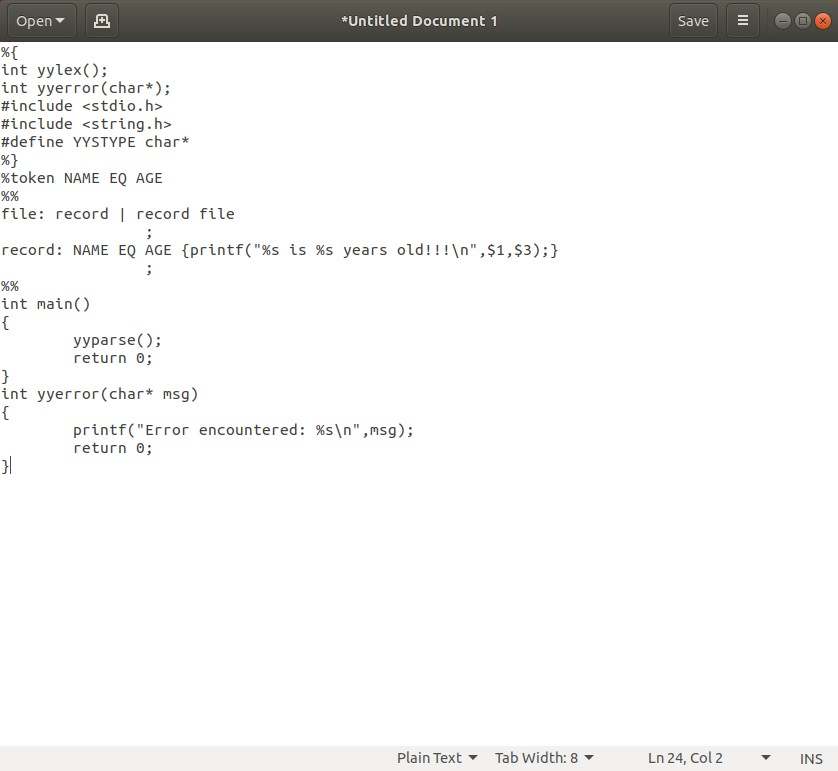 Open
*Untitled Document 1
Save
%{
int yylex();
int yyerror(char*);
#include <stdio.h>
#include <string.h>
#define YYSTYPE char*
%}
%token NAME EQ AGE
%%
file: record | record file
                ;
record: NAME EQ AGE {printf("%s is %s years old!!!\n",$1,$3);}
                ;
%%
int main()
{
        yyparse();
        return 0;
}
int yyerror(char* msg)
{
        printf("Error encountered: %s\n",msg);
        return 0;
}
Plain Text
Tab Width: 8
Ln 24, Col 2
INS